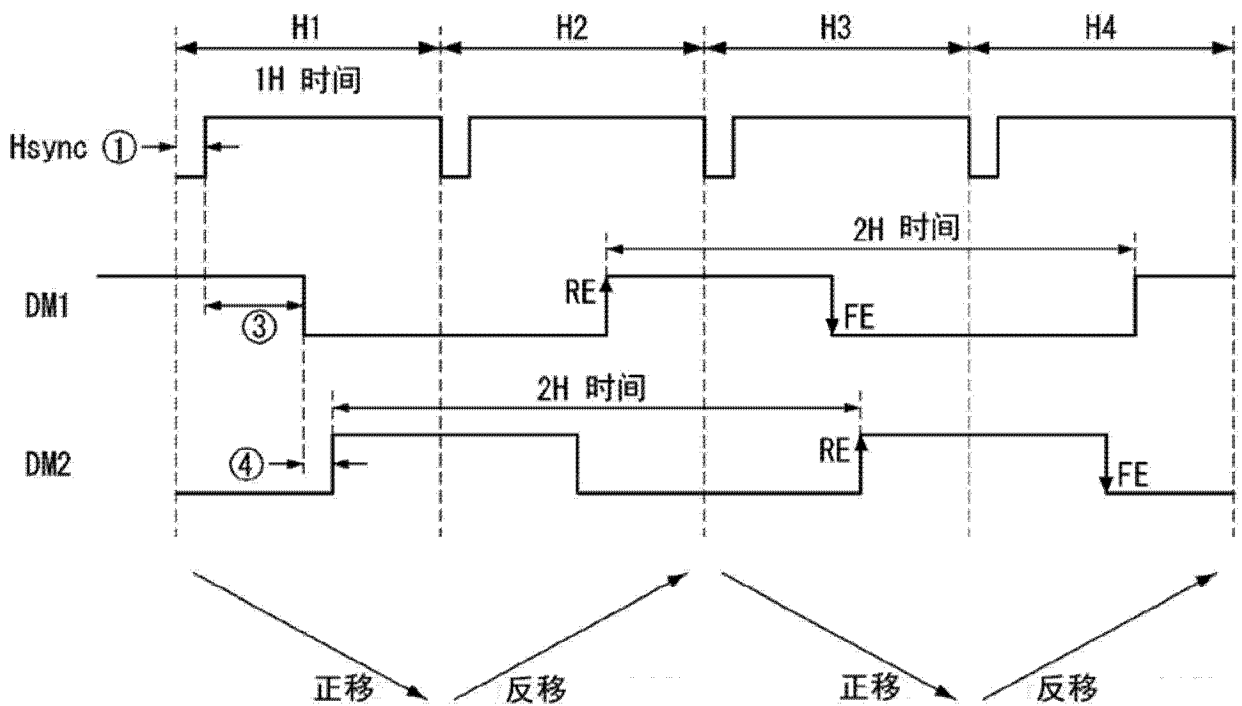 H1 H2 H3 H4
1H 时间
Hsync ①
2H 时间
DM1 RE FE
③
2H 时间
DM2 ④ RE FE
正移 反移 正移 反移